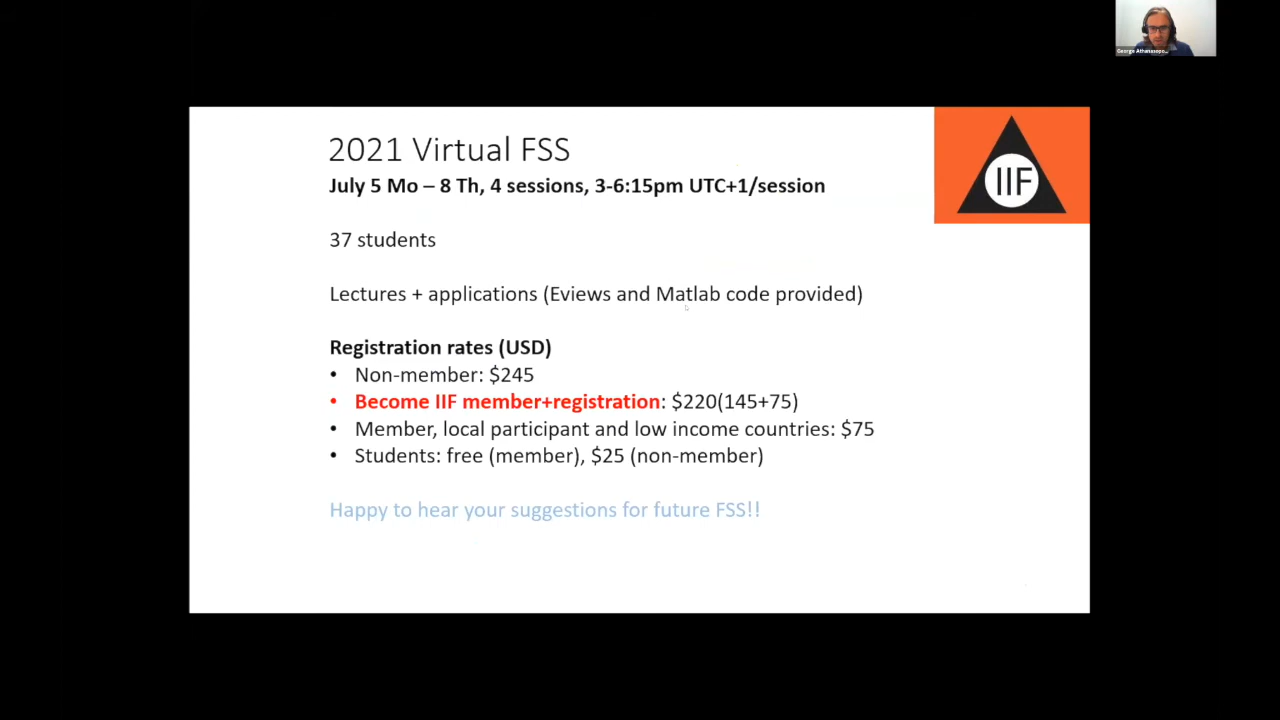 George Athanasopo...
2021 Virtual FSS
IIF
July 5 Mo – 8 Th, 4 sessions, 3-6:15pm UTC+1/session
37 students
Lectures + applications (Eviews and Matlab code provided)
Registration rates (USD)
• Non-member: $245
• Become IIF member+registration: $220(145+75)
• Member, local participant and low income countries: $75
• Students: free (member), $25 (non-member)
Happy to hear your suggestions for future FSS!!